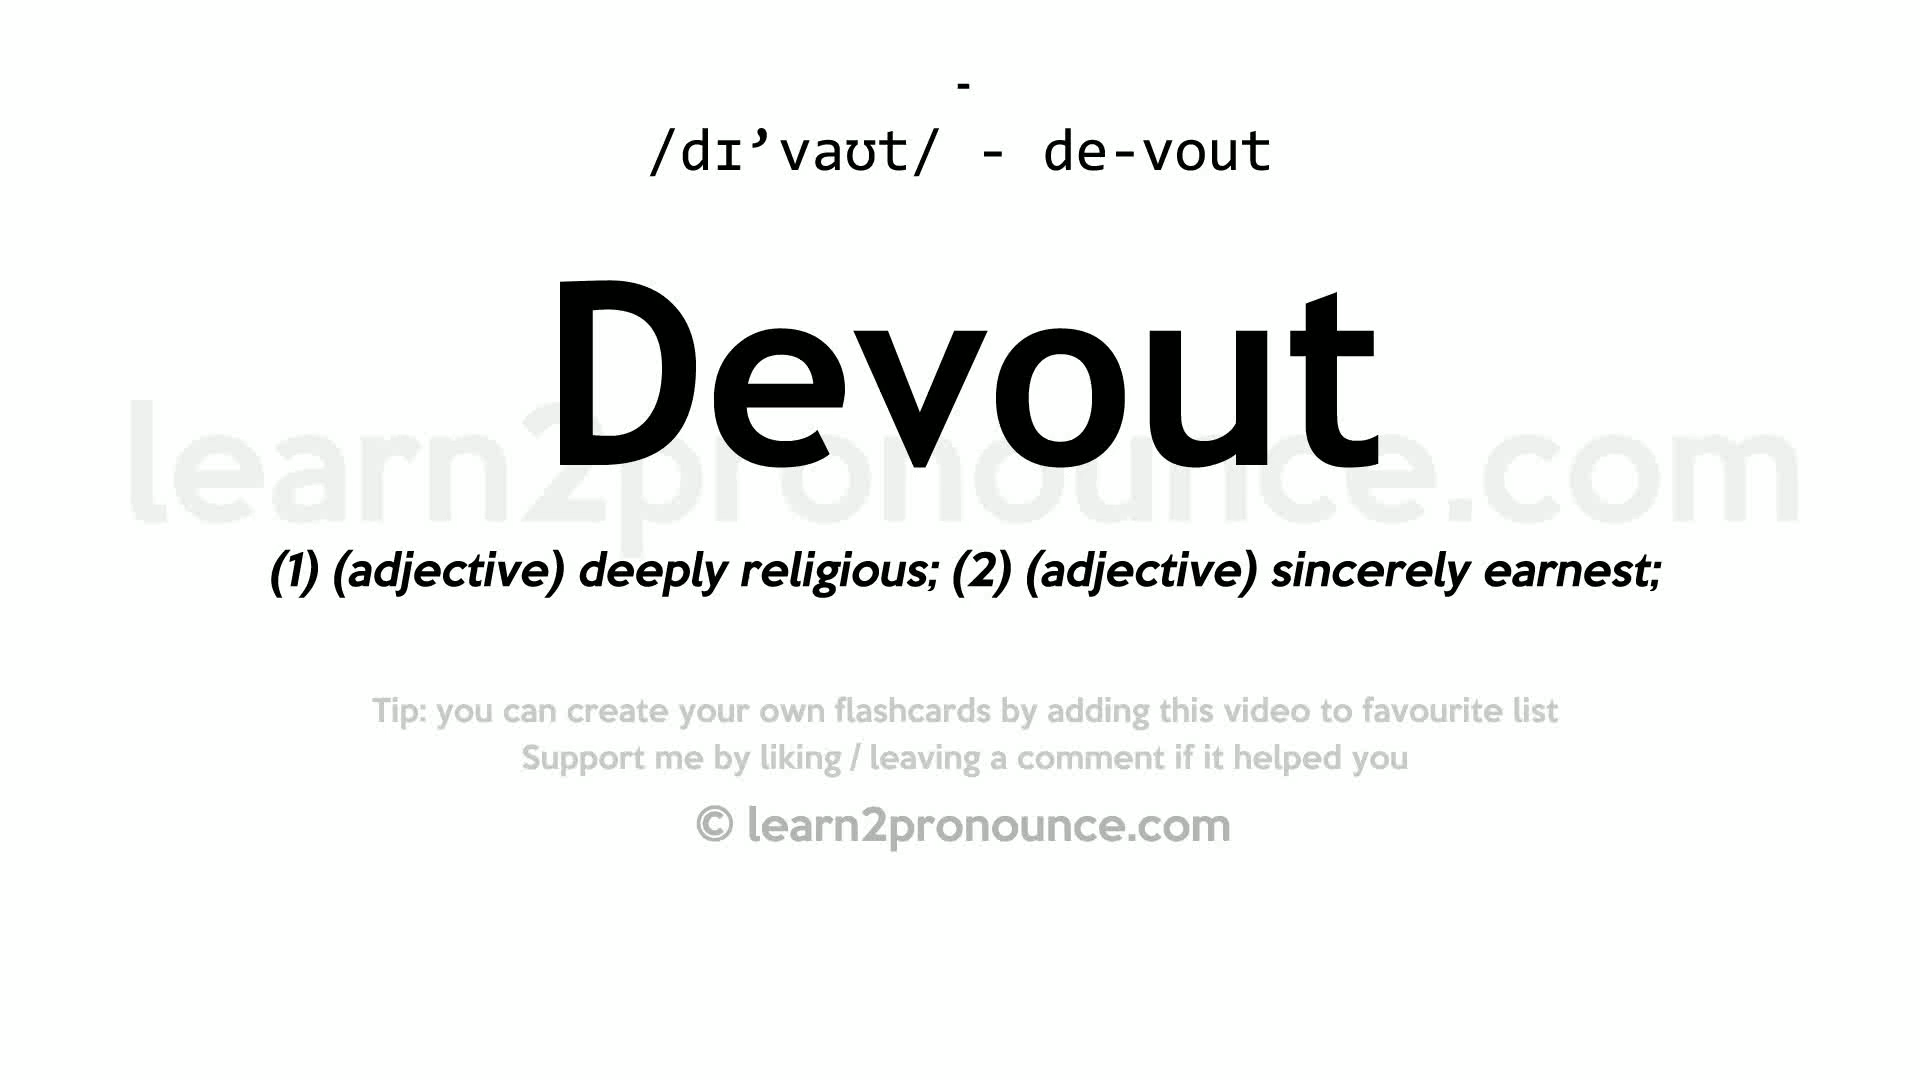 -
/dɪ’vaʊt/ - de-vout
Devout
learn2pronounce.com
(1) (adjective) deeply religious; (2) (adjective) sincerely earnest;
Tip: you can create your own flashcards by adding this video to favourite list
Support me by liking / leaving a comment if it helped you
© learn2pronounce.com